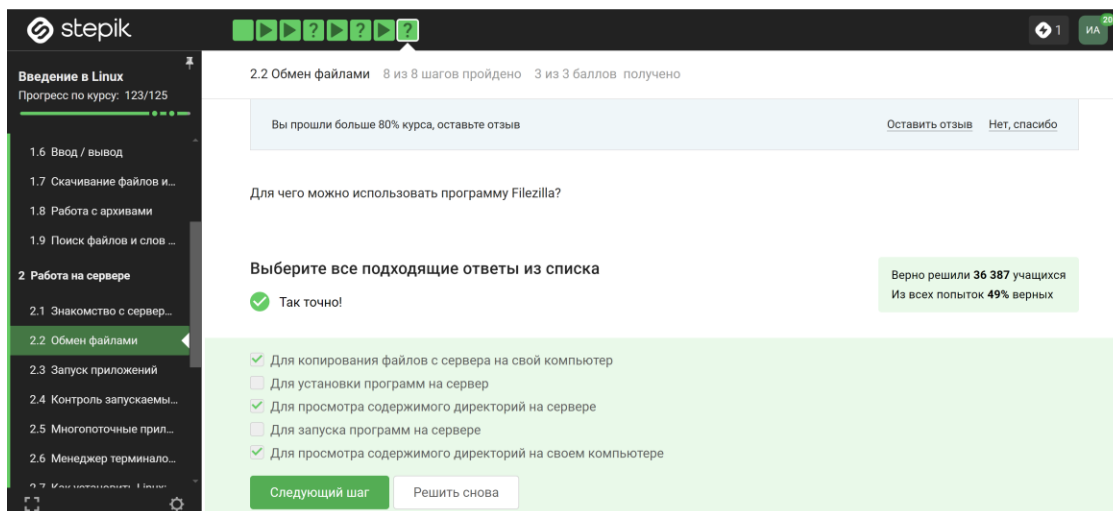 stepik
1
ИА
20
Введение в Linux
Прогресс по курсу: 123/125
1.6 Ввод / вывод
1.7 Скачивание файлов и...
1.8 Работа с архивами
1.9 Поиск файлов и слов ...
2 Работа на сервере
2.1 Знакомство с сервер...
2.2 Обмен файлами
2.3 Запуск приложений
2.4 Контроль запускаемы...
2.5 Многопоточные прил...
2.6 Менеджер терминало...
2.7 Как установить Linux:
2.2 Обмен файлами 8 из 8 шагов пройдено 3 из 3 баллов получено
Вы прошли больше 80% курса, оставьте отзыв Оставить отзыв Нет, спасибо
Для чего можно использовать программу Filezilla?
Выберите все подходящие ответы из списка
Так точно!
Верно решили 36 387 учащихся
Из всех попыток 49% верных
Для копирования файлов с сервера на свой компьютер
Для установки программ на сервер
Для просмотра содержимого директорий на сервере
Для запуска программ на сервере
Для просмотра содержимого директорий на своем компьютере
Следующий шаг Решить снова